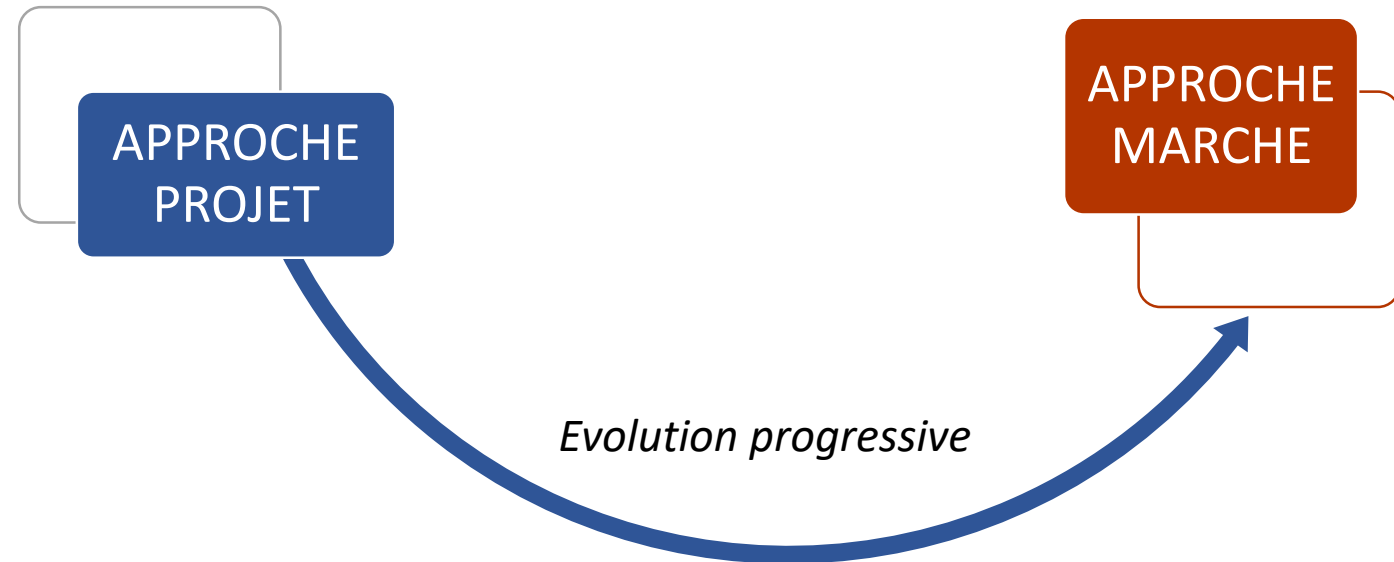 APPROCHE
PROJET
APPROCHE
MARCHE
Evolution progressive